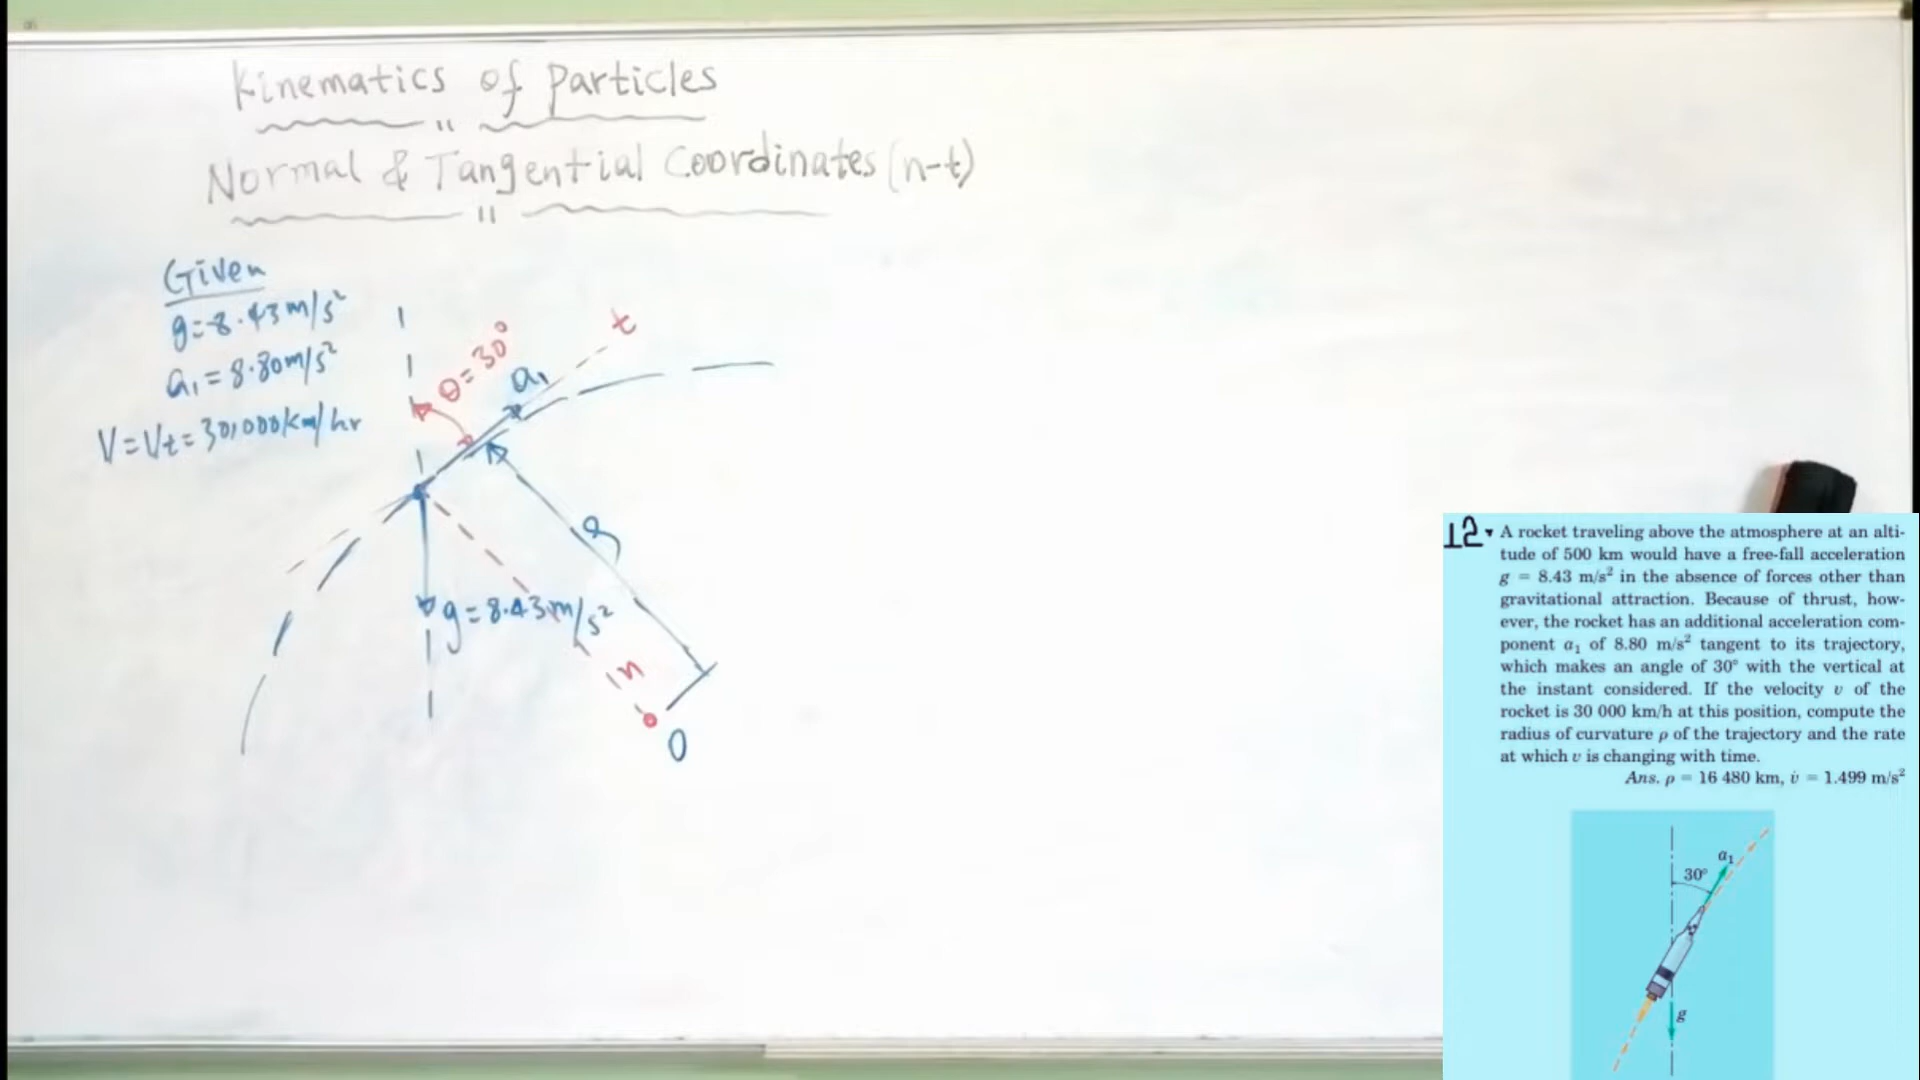 Kinematics of Particles
"
Normal & Tangential Coordinates (n-t)
"
Given
g = 8.43 m/s²
a₁ = 8.80 m/s²
V = Vt = 30,000 km/hr
θ = 30°
t
a₁
ρ
g = 8.43 m/s²
n
O
12 ▾ A rocket traveling above the atmosphere at an alti-
tude of 500 km would have a free-fall acceleration
g = 8.43 m/s² in the absence of forces other than
gravitational attraction. Because of thrust, how-
ever, the rocket has an additional acceleration com-
ponent a₁ of 8.80 m/s² tangent to its trajectory,
which makes an angle of 30° with the vertical at
the instant considered. If the velocity v of the
rocket is 30 000 km/h at this position, compute the
radius of curvature ρ of the trajectory and the rate
at which v is changing with time.
Ans. ρ = 16 480 km, v̇ = 1.499 m/s²
a₁
30°
g